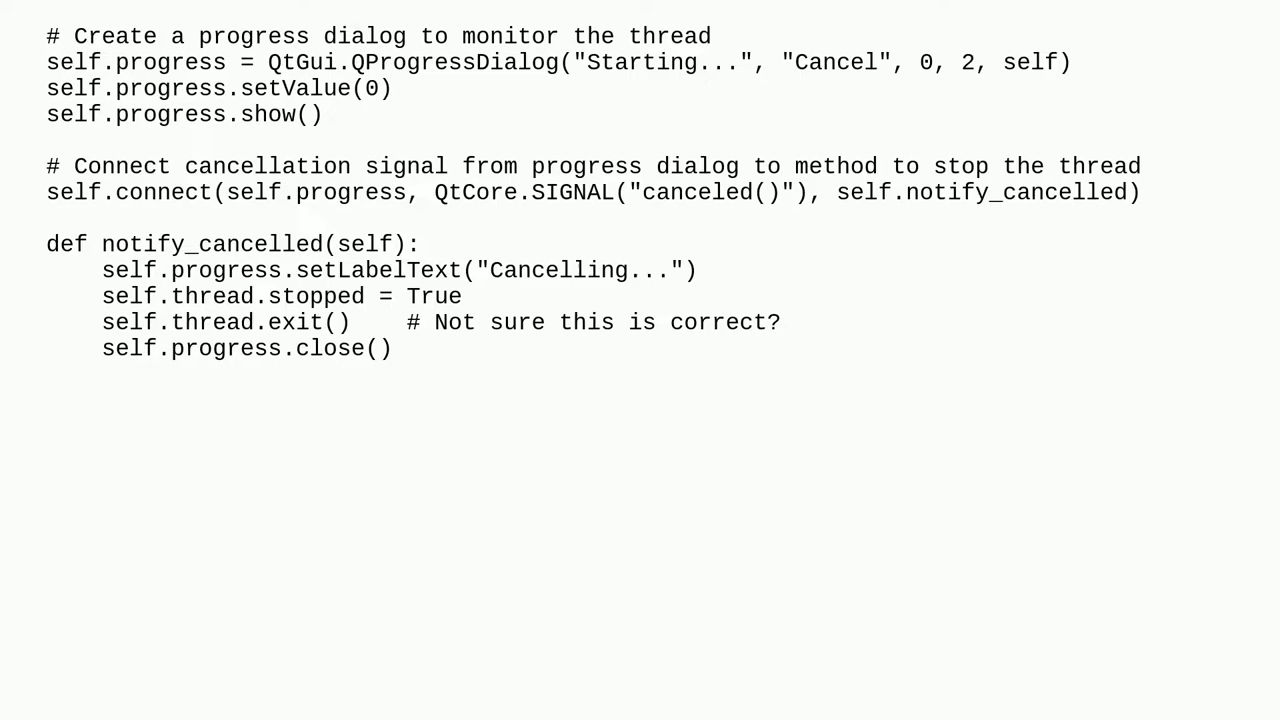 # Create a progress dialog to monitor the thread
self.progress = QtGui.QProgressDialog("Starting...", "Cancel", 0, 2, self)
self.progress.setValue(0)
self.progress.show()

# Connect cancellation signal from progress dialog to method to stop the thread
self.connect(self.progress, QtCore.SIGNAL("canceled()"), self.notify_cancelled)

def notify_cancelled(self):
    self.progress.setLabelText("Cancelling...")
    self.thread.stopped = True
    self.thread.exit()    # Not sure this is correct?
    self.progress.close()